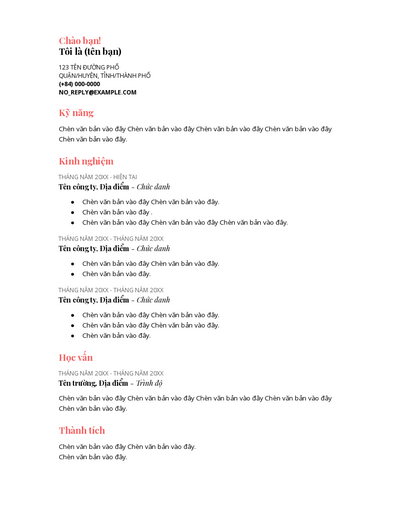 Chào bạn!
Tôi là (tên bạn)
123 TÊN ĐƯỜNG PHỐ
QUẬN/HUYỆN, TỈNH/THÀNH PHỐ
(+84) 000-0000
NO_REPLY@EXAMPLE.COM
Kỹ năng
Chèn văn bản vào đây Chèn văn bản vào đây Chèn văn bản vào đây Chèn văn bản vào đây
Chèn văn bản vào đây.
Kinh nghiệm
THÁNG NĂM 20XX - HIỆN TẠI
Tên công ty, Địa điểm - Chức danh
● Chèn văn bản vào đây Chèn văn bản vào đây.
● Chèn văn bản vào đây .
● Chèn văn bản vào đây Chèn văn bản vào đây Chèn văn bản vào đây.
THÁNG NĂM 20XX - THÁNG NĂM 20XX
Tên công ty, Địa điểm - Chức danh
● Chèn văn bản vào đây Chèn văn bản vào đây.
● Chèn văn bản vào đây.
THÁNG NĂM 20XX - THÁNG NĂM 20XX
Tên công ty, Địa điểm - Chức danh
● Chèn văn bản vào đây Chèn văn bản vào đây.
● Chèn văn bản vào đây Chèn văn bản vào đây.
● Chèn văn bản vào đây.
Học vấn
THÁNG NĂM 20XX - THÁNG NĂM 20XX
Tên trường, Địa điểm - Trình độ
Chèn văn bản vào đây Chèn văn bản vào đây Chèn văn bản vào đây Chèn văn bản vào đây
Chèn văn bản vào đây.
Thành tích
Chèn văn bản vào đây Chèn văn bản vào đây.
Chèn văn bản vào đây.